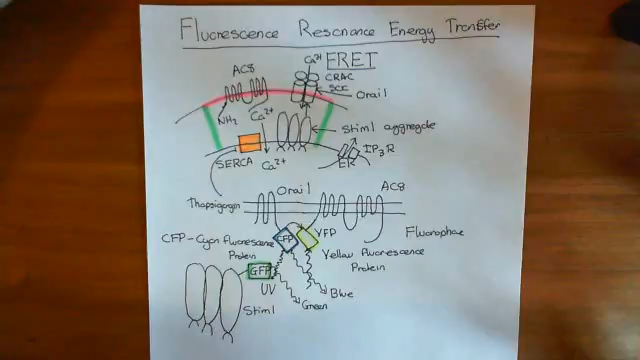 Fluorescence Resonance Energy Transfer
FRET
Ca2+
AC8
CRAC
SCC
Orai1
NH2
Ca2+
Stim1 aggregate
SERCA
Ca2+
ER
IP3R
Thapsigargin
Orai1
AC8
CFP
YFP
Fluorophore
CFP-Cyan Fluorescence
Protein
Yellow Fluorescence
Protein
GFP
UV
Blue
Green
Stim1